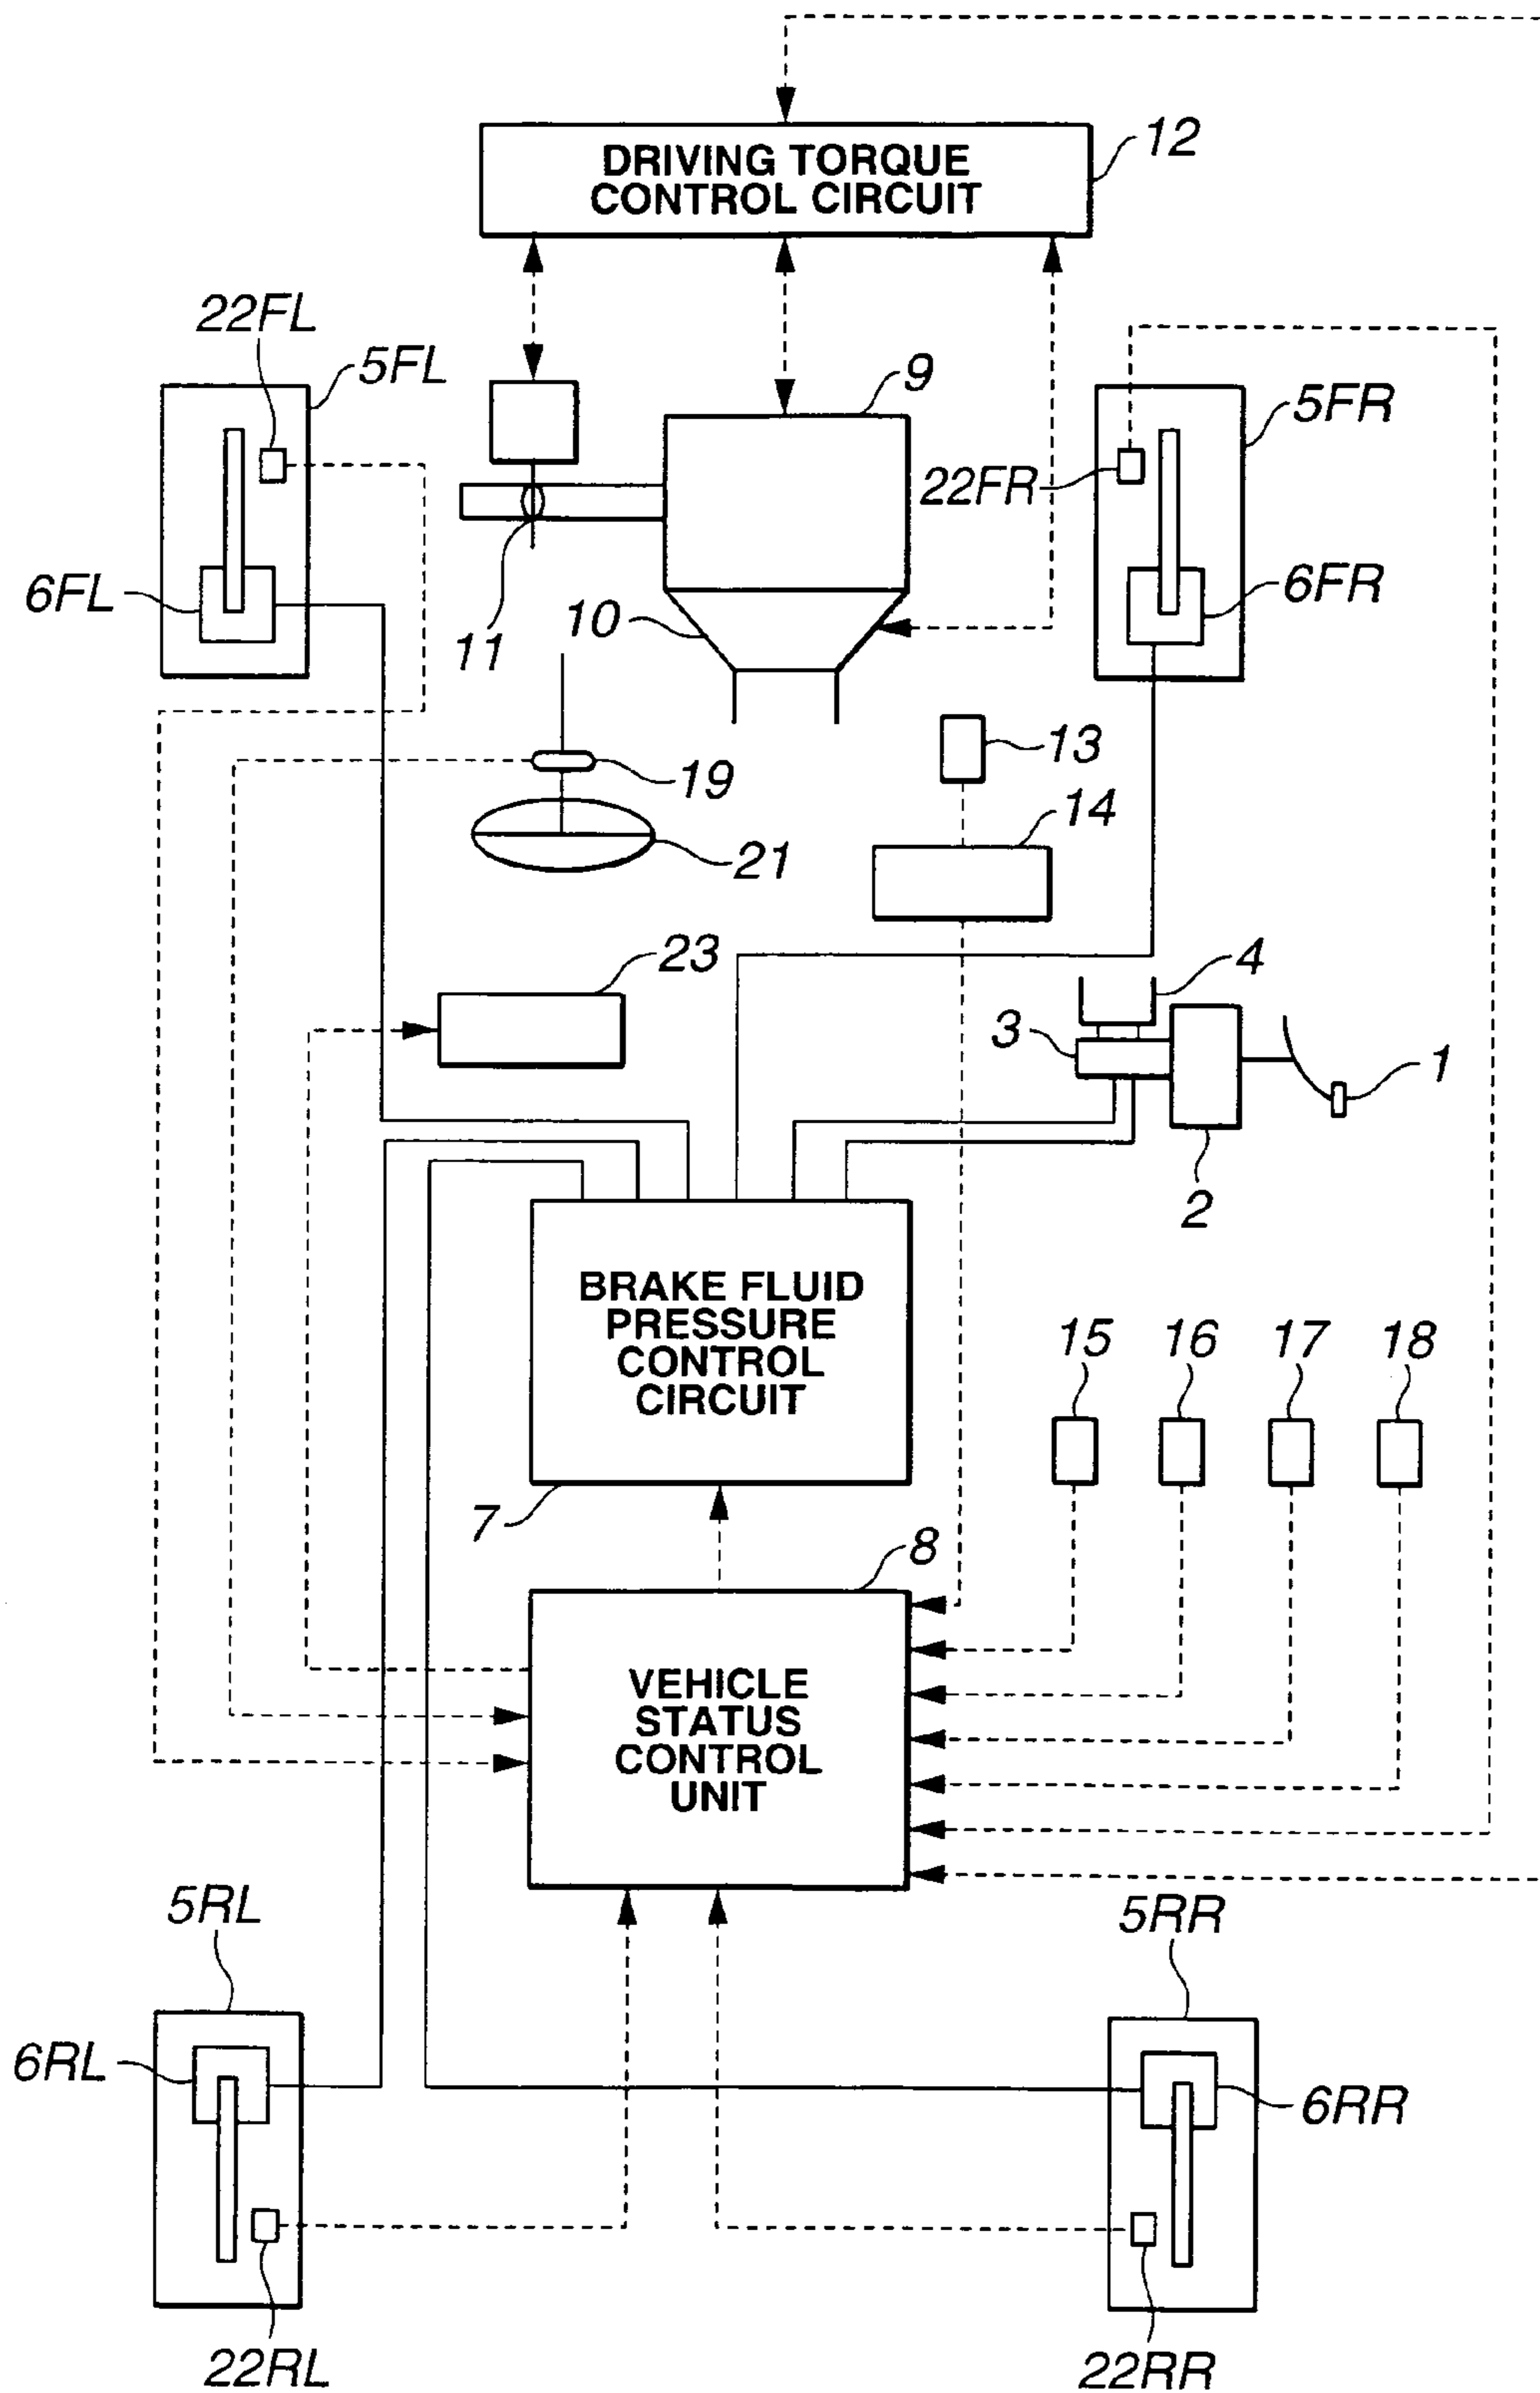 DRIVING TORQUE
CONTROL CIRCUIT
12
22FL
5FL
9
5FR
22FR
6FL
11
10
6FR
13
19
14
21
23
4
3
1
2
BRAKE FLUID
PRESSURE
CONTROL
CIRCUIT
15
16
17
18
7
8
VEHICLE
STATUS
CONTROL
UNIT
5RL
5RR
6RL
6RR
22RL
22RR